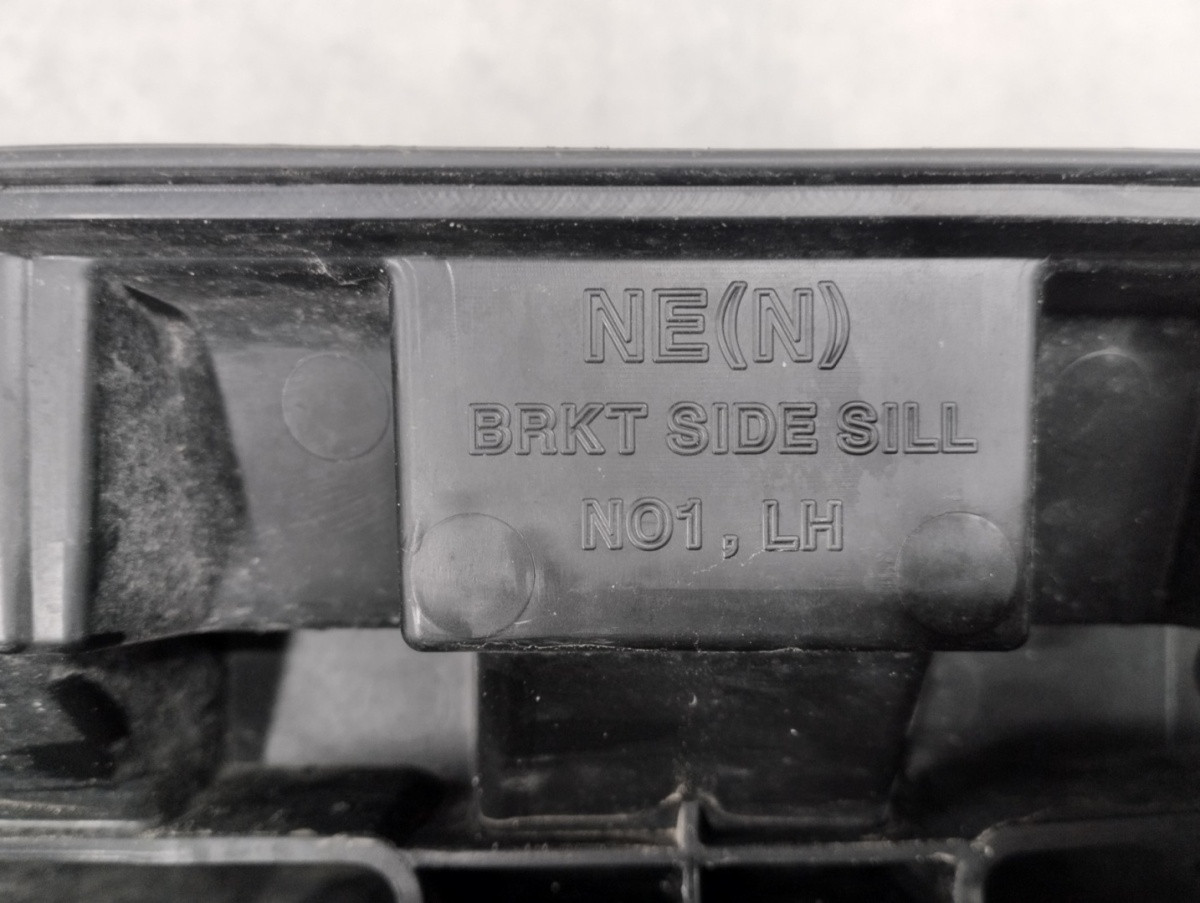 NE(N)
BRKT SIDE SILL
NO1, LH